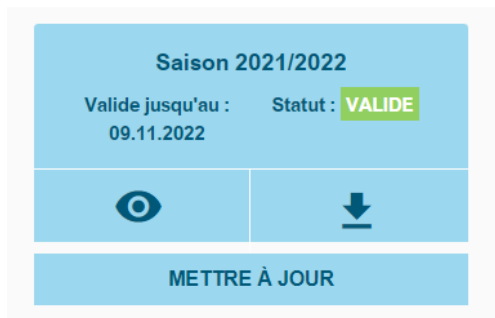 Saison 2021/2022
Valide jusqu'au :
09.11.2022
Statut : VALIDE
METTRE À JOUR